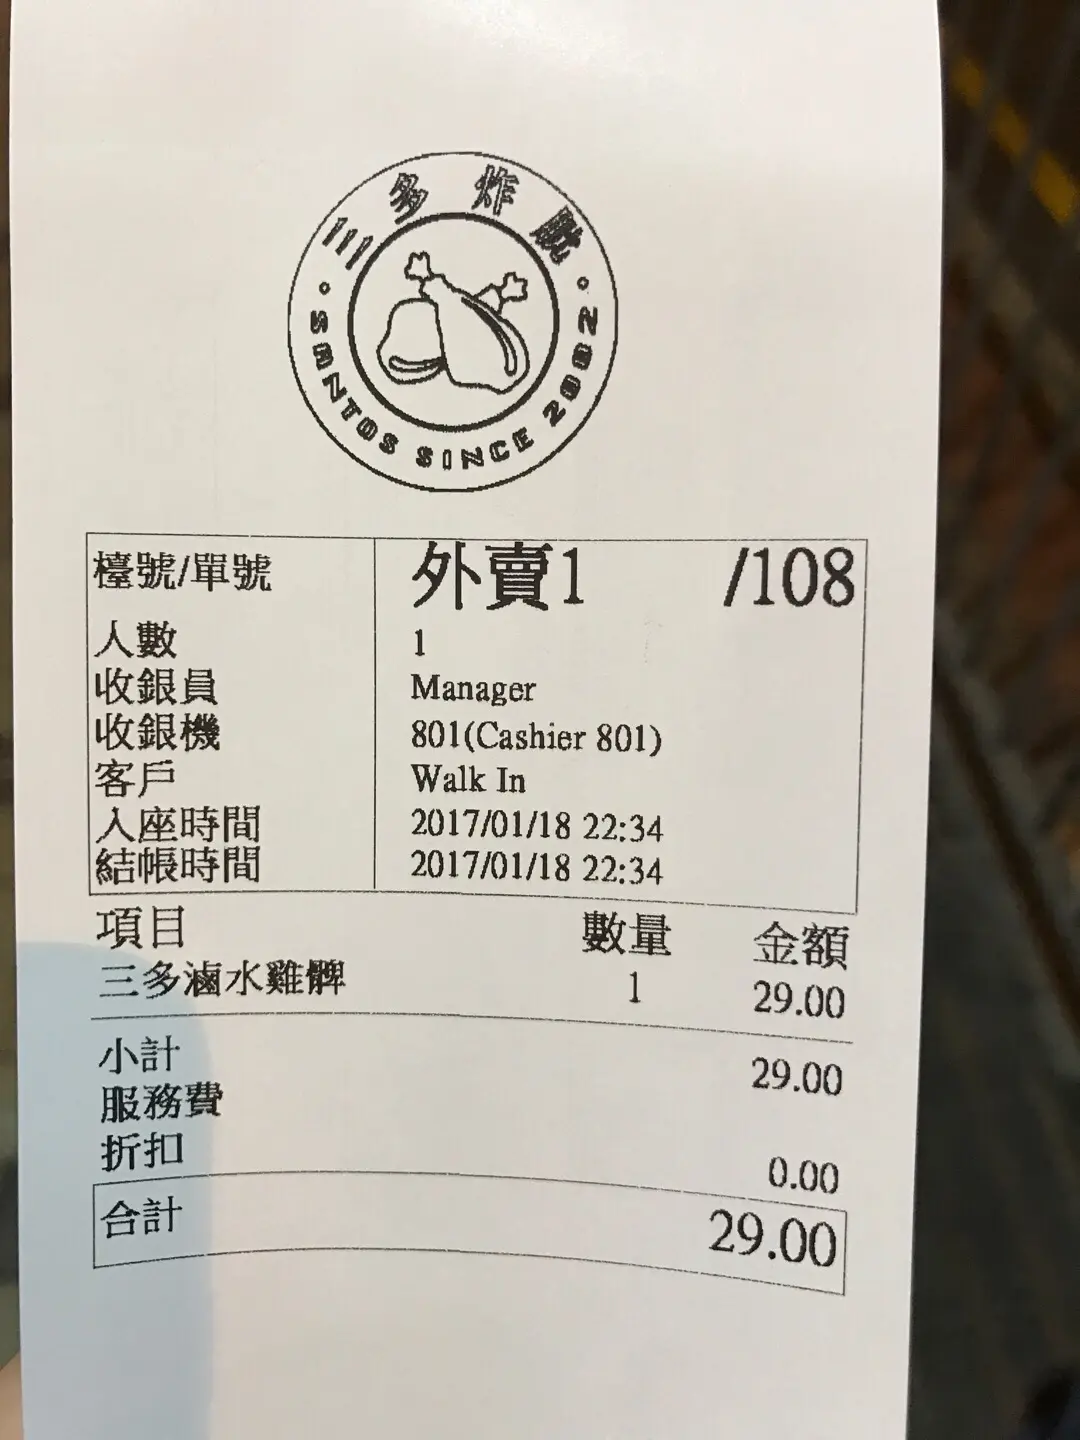 三多炸雞
SANTOS SINCE 2002
檯號/單號 外賣1 /108
人數 1
收銀員 Manager
收銀機 801(Cashier 801)
客戶 Walk In
入座時間 2017/01/18 22:34
結帳時間 2017/01/18 22:34
項目 數量 金額
三多滷水雞髀 1 29.00
小計 29.00
服務費
折扣 0.00
合計 29.00